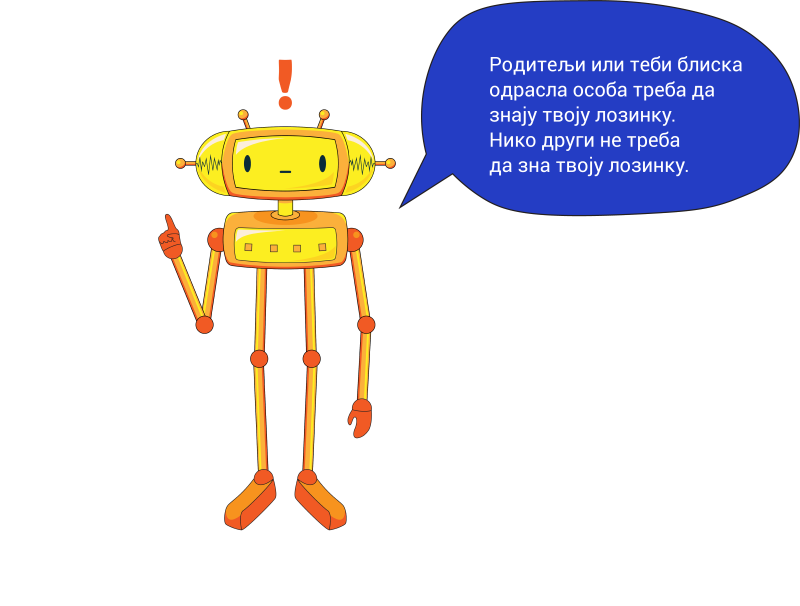 !
Родитељи или теби блиска
одрасла особа треба да
знају твоју лозинку.
Нико други не треба
да зна твоју лозинку.